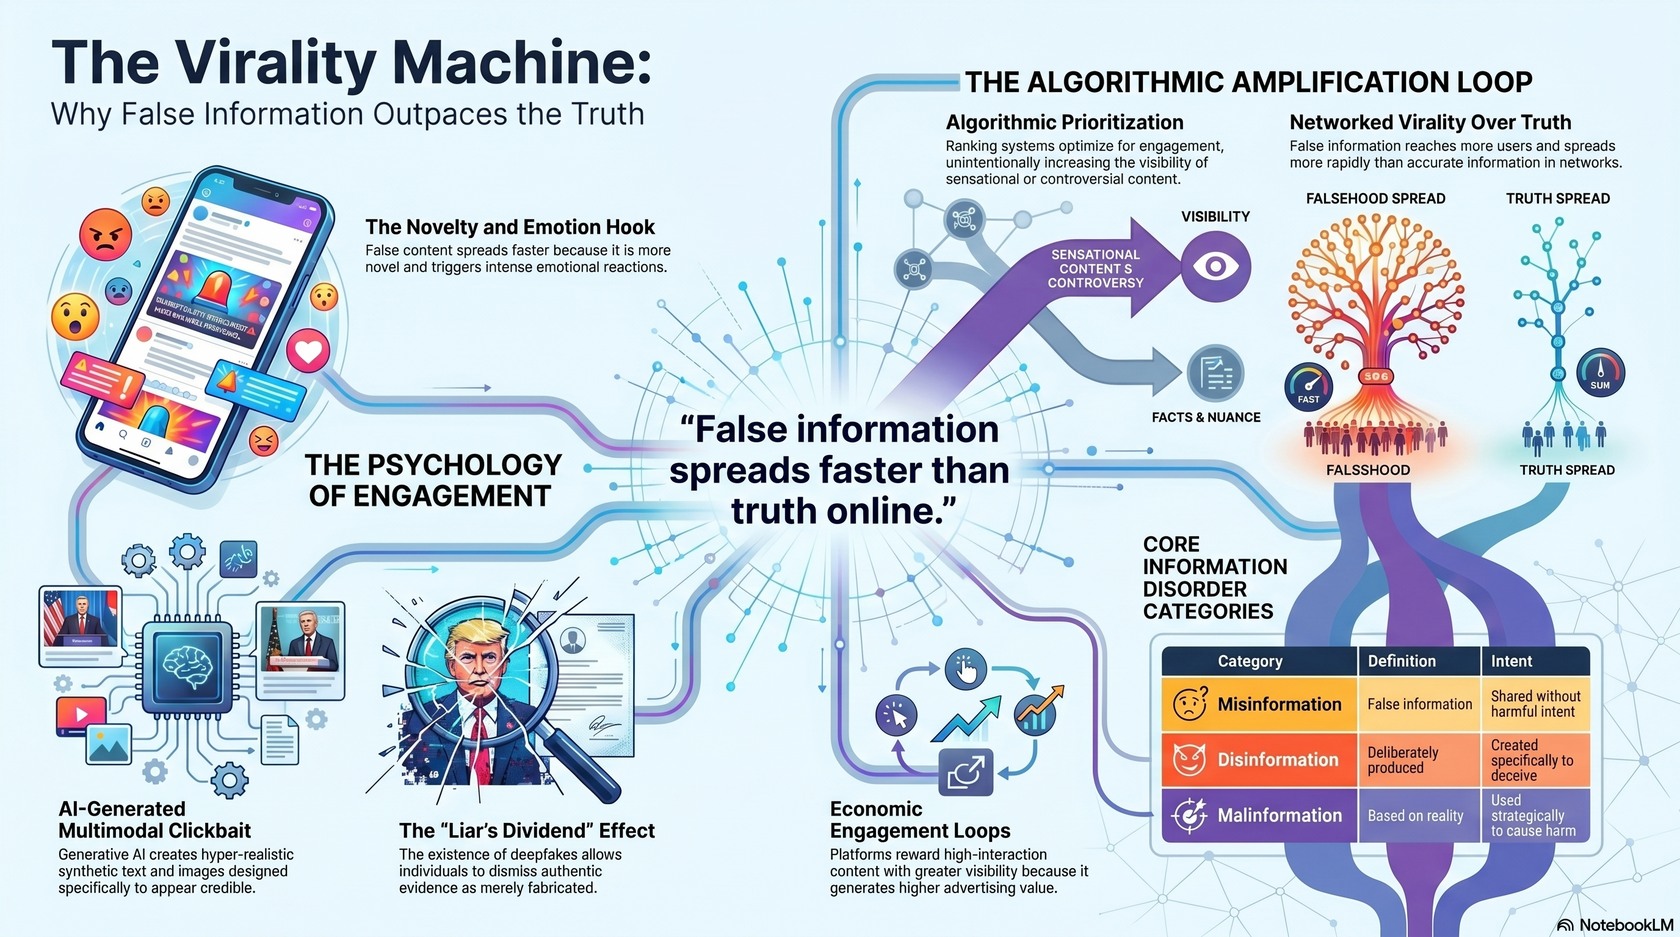 The Virality Machine:
Why False Information Outpaces the Truth
The Novelty and Emotion Hook
False content spreads faster because it is more
novel and triggers intense emotional reactions.
THE PSYCHOLOGY
OF ENGAGEMENT
AI-Generated
Multimodal Clickbait
Generative AI creates hyper-realistic
synthetic text and images designed
specifically to appear credible.
The “Liar’s Dividend” Effect
The existence of deepfakes allows
individuals to dismiss authentic
evidence as merely fabricated.
“False information
spreads faster than
truth online.”
THE ALGORITHMIC AMPLIFICATION LOOP
Algorithmic Prioritization
Ranking systems optimize for engagement,
unintentionally increasing the visibility of
sensational or controversial content.
SENSATIONAL
CONTENT S
CONTROVERSY
VISIBILITY
FACTS & NUANCE
Networked Virality Over Truth
False information reaches more users and spreads
more rapidly than accurate information in networks.
FALSEHOOD SPREAD
TRUTH SPREAD
FAST
SUM
FALSSHOOD
TRUTH SPREAD
Economic
Engagement Loops
Platforms reward high-interaction
content with greater visibility because it
generates higher advertising value.
CORE
INFORMATION
DISORDER
CATEGORIES
Category Definition Intent
Misinformation False information Shared without
harmful intent
Disinformation Deliberately
produced Created
specifically to
deceive
Malinformation Based on reality Used
strategically
to cause harm
NotebookLM